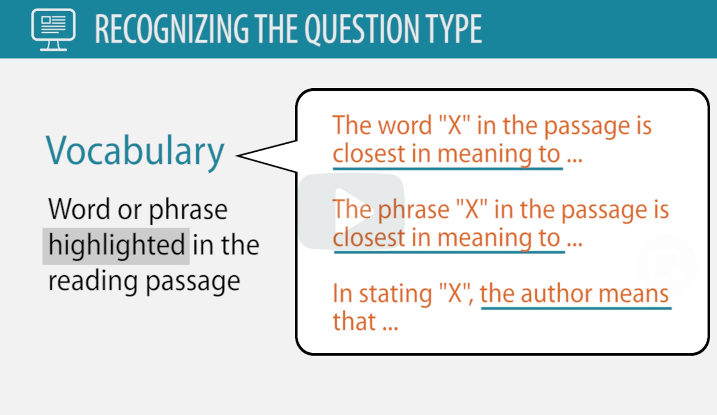 RECOGNIZING THE QUESTION TYPE
Vocabulary
Word or phrase
highlighted in the
reading passage
The word "X" in the passage is
closest in meaning to ...
The phrase "X" in the passage is
closest in meaning to ...
In stating "X", the author means
that ...